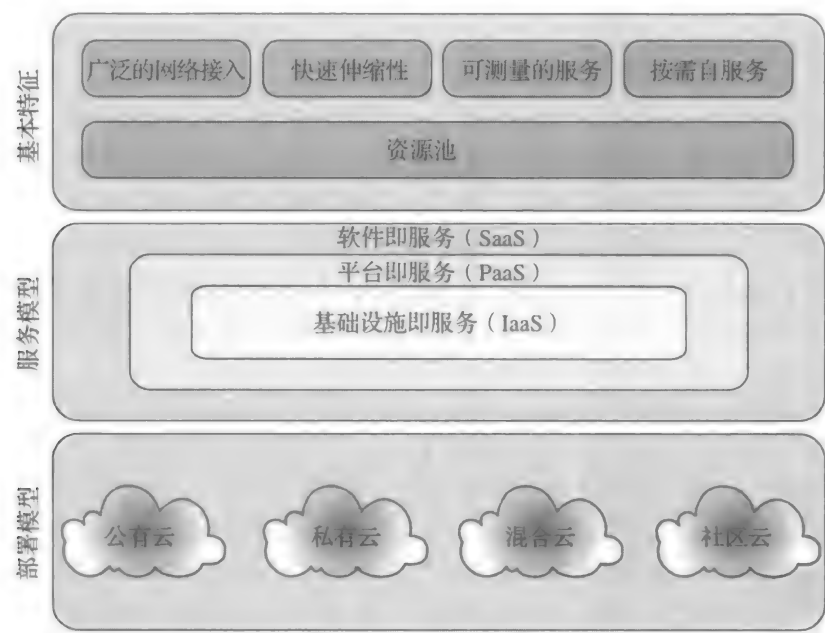 基本特征
广泛的网络接入
快速伸缩性
可测量的服务
按需自服务
资源池
服务模型
软件即服务（SaaS）
平台即服务（PaaS）
基础设施即服务（IaaS）
部署模型
公有云
私有云
混合云
社区云